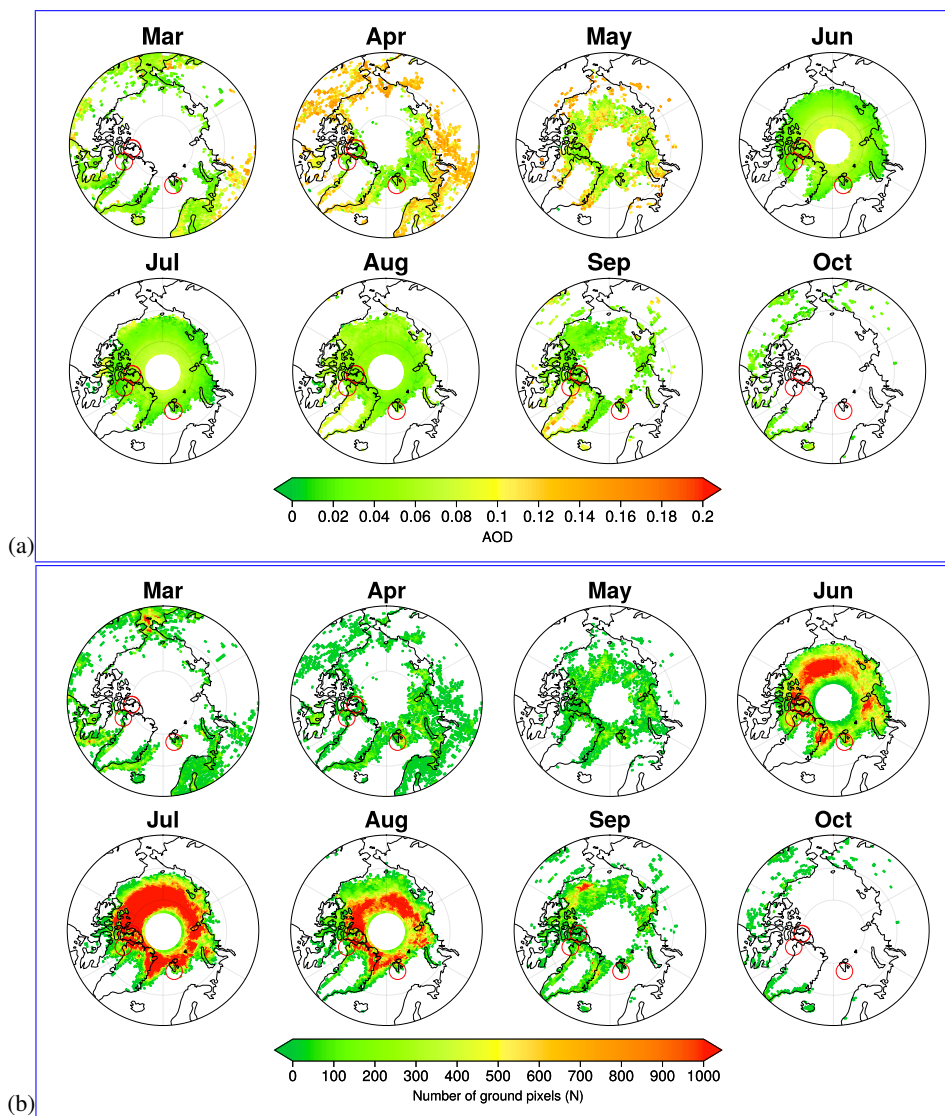 Mar Apr May Jun
Jul Aug Sep Oct
0 0.02 0.04 0.06 0.08 0.1 0.12 0.14 0.16 0.18 0.2
AOD
(a)
Mar Apr May Jun
Jul Aug Sep Oct
0 100 200 300 400 500 600 700 800 900 1000
Number of ground pixels (N)
(b)